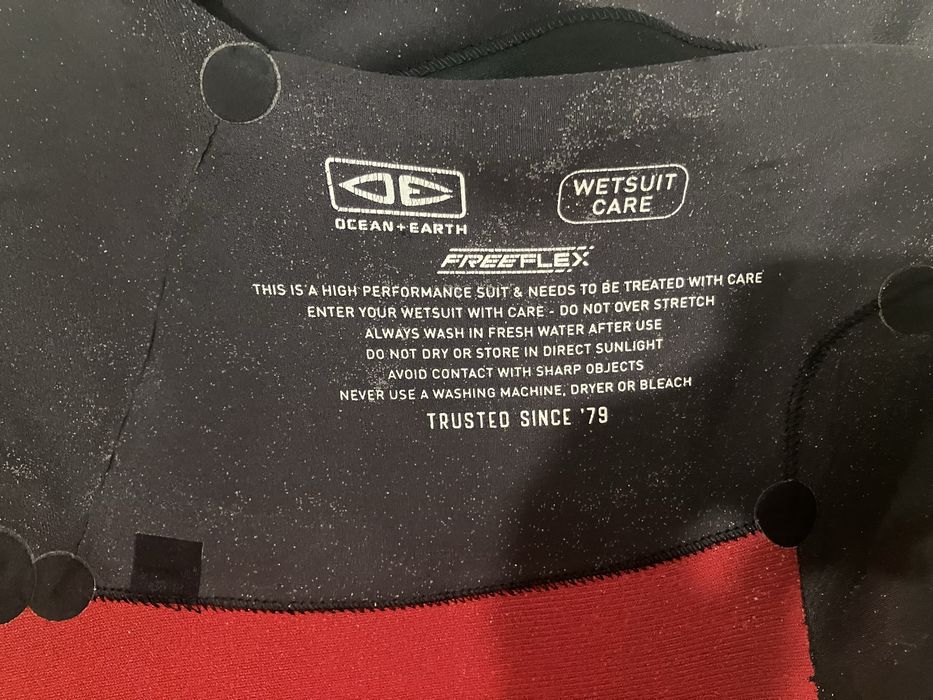 OCEAN+EARTH
WETSUIT
CARE
FREEFLEX
THIS IS A HIGH PERFORMANCE SUIT & NEEDS TO BE TREATED WITH CARE
ENTER YOUR WETSUIT WITH CARE - DO NOT OVER STRETCH
ALWAYS WASH IN FRESH WATER AFTER USE
DO NOT DRY OR STORE IN DIRECT SUNLIGHT
AVOID CONTACT WITH SHARP OBJECTS
NEVER USE A WASHING MACHINE, DRYER OR BLEACH
TRUSTED SINCE '79